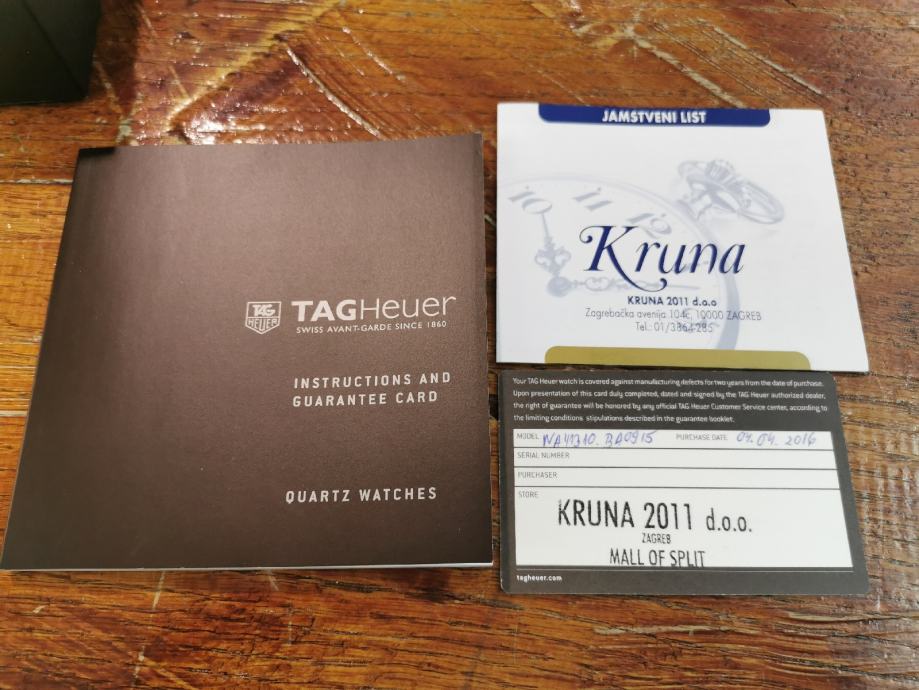 TAG
HEUER
TAGHeuer
SWISS AVANT-GARDE SINCE 1860
INSTRUCTIONS AND
GUARANTEE CARD
QUARTZ WATCHES
JAMSTVENI LIST
10 11 12
Kruna
KRUNA 2011 d.o.o
Zagrebačka avenija 104c, 10000 ZAGREB
Tel.: 01/3864-285
Your TAG Heuer watch is covered against manufacturing defects for two years from the date of purchase.
Upon presentation of this card duly completed, dated and signed by the TAG Heuer authorized dealer,
the right of guarantee will be honored by any official TAG Heuer Customer Service center, according to
the limiting conditions stipulations described in the guarantee booklet.
MODEL PURCHASE DATE 04.04.2016
SERIAL NUMBER
PURCHASER
STORE
KRUNA 2011 d.o.o.
ZAGREB
MALL OF SPLIT
tagheuer.com